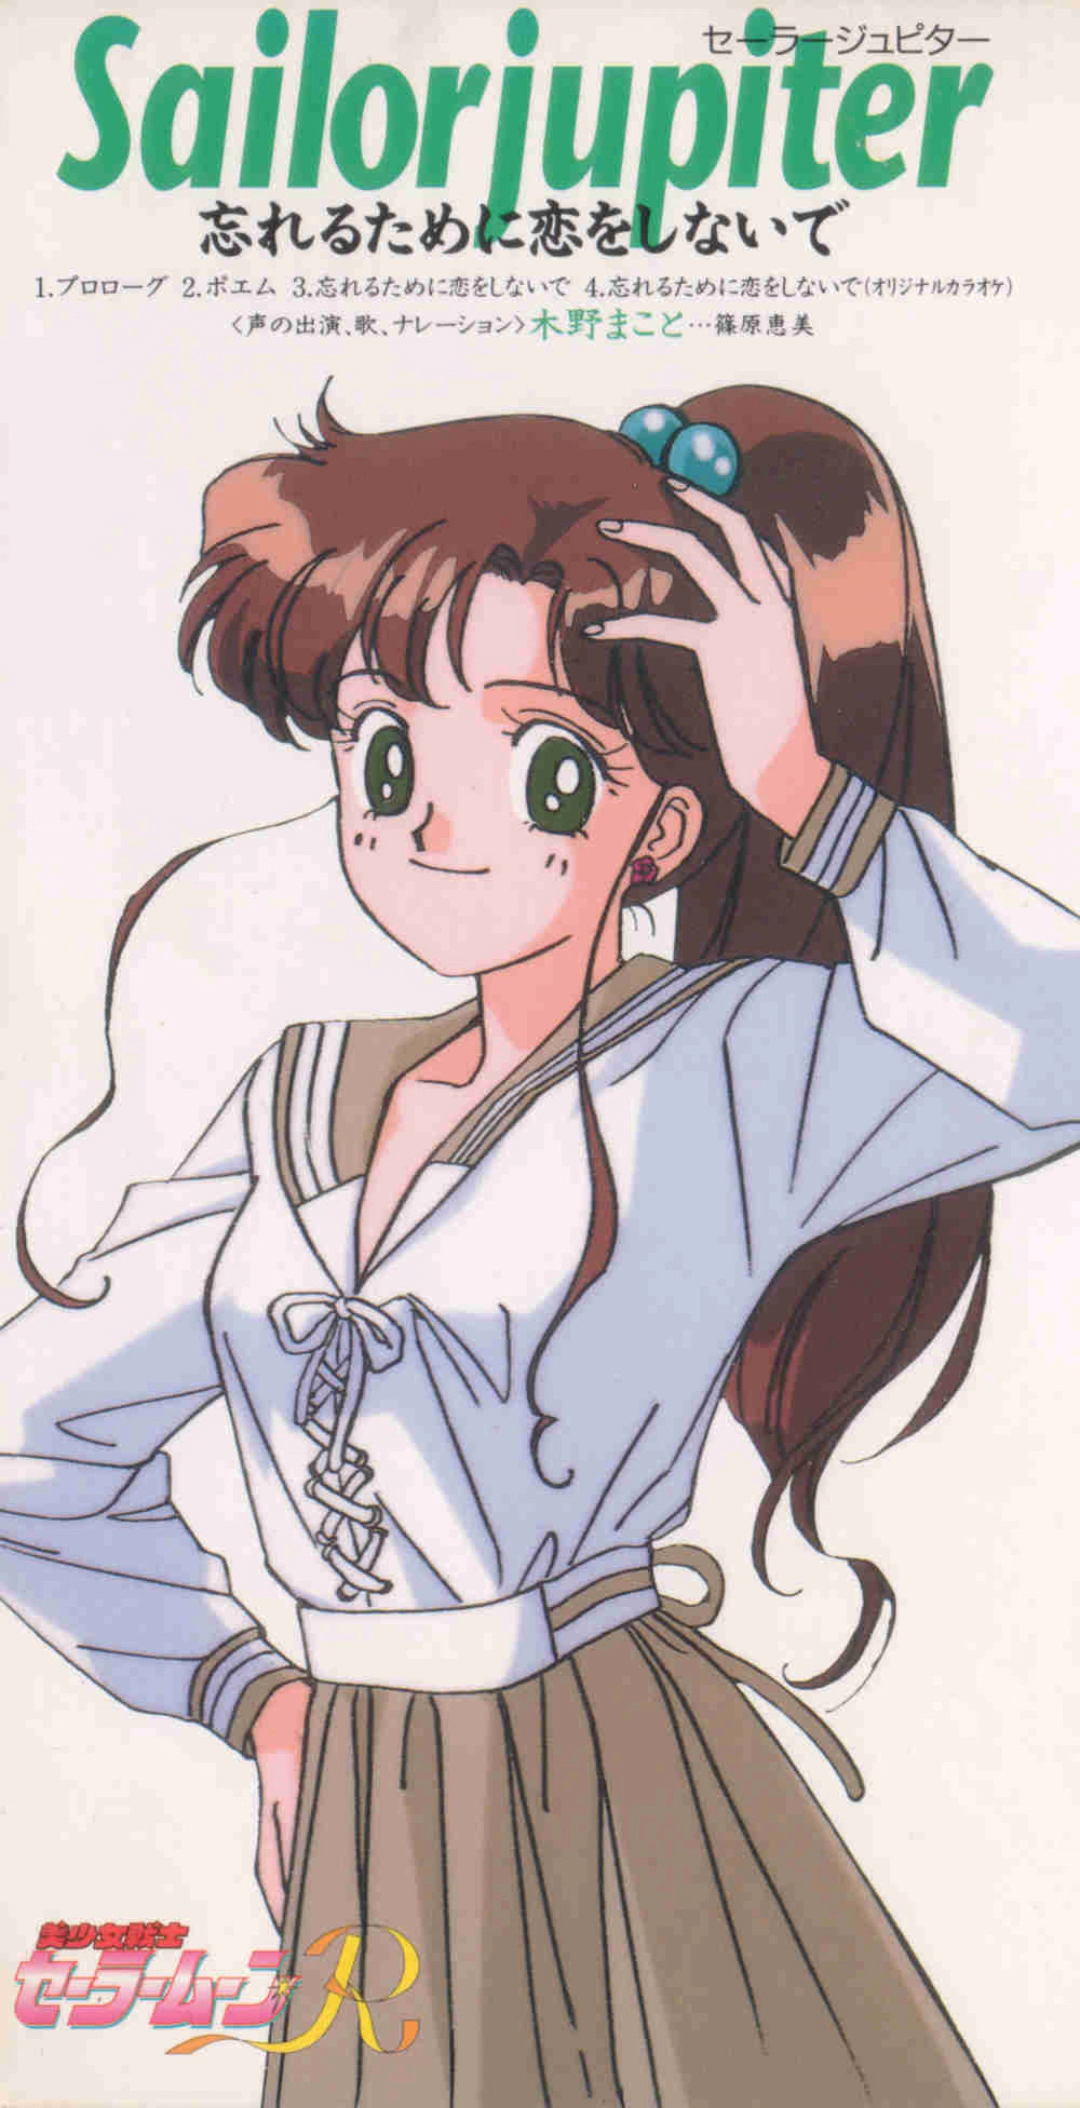 セーラージュピター
Sailorjupiter
忘れるために恋をしないで
1.プロローグ 2.ポエム 3.忘れるために恋をしないで 4.忘れるために恋をしないで(オリジナルカラオケ)
〈声の出演、歌、ナレーション〉木野まこと…篠原恵美
美少女戦士
セーラームーンR